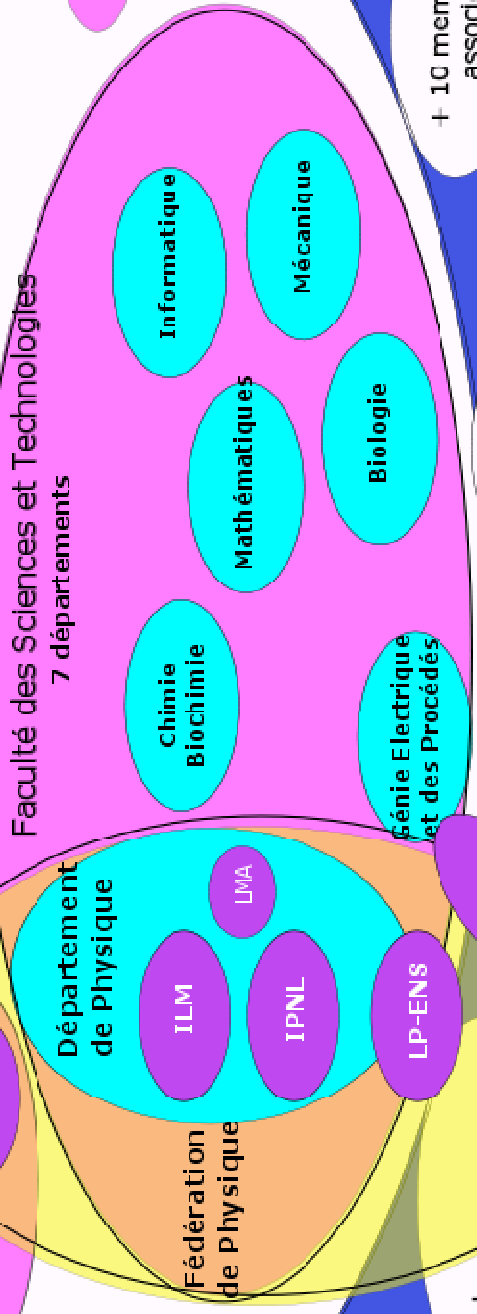 Faculté des Sciences et Technologies
7 départements
Informatique
Mécanique
Mathématiques
Biologie
Chimie
Biochimie
Génie Electrique
et des Procédés
Département
de Physique
LMA
ILM
IPNL
LP-ENS
Fédération
de Physique
+ 10 mem
associ